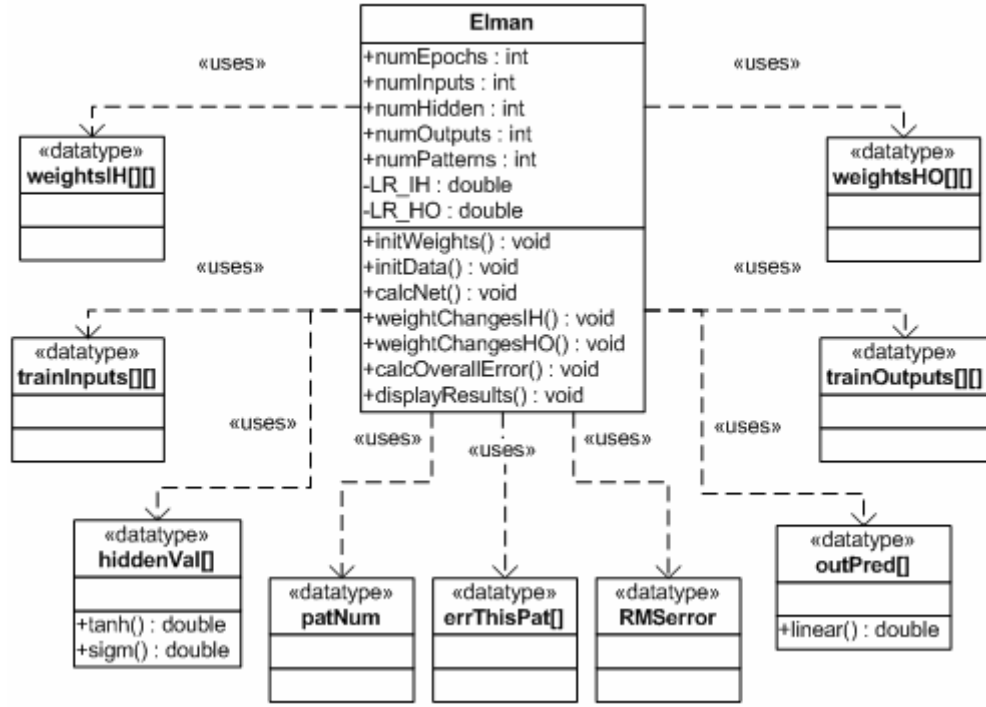 Elman
+numEpochs : int
+numInputs : int
+numHidden : int
+numOutputs : int
+numPatterns : int
-LR_IH : double
-LR_HO : double
+initWeights() : void
+initData() : void
+calcNet() : void
+weightChangesIH() : void
+weightChangesHO() : void
+calcOverallError() : void
+displayResults() : void
«uses»
«uses»
«datatype»
weightsIH[][]
«datatype»
weightsHO[][]
«uses»
«uses»
«datatype»
trainInputs[][]
«datatype»
trainOutputs[][]
«uses»
«uses»
«uses»
«uses»
«uses»
«datatype»
hiddenVal[]
+tanh() : double
+sigm() : double
«datatype»
patNum
«datatype»
errThisPat[]
«datatype»
RMSerror
«datatype»
outPred[]
+linear() : double